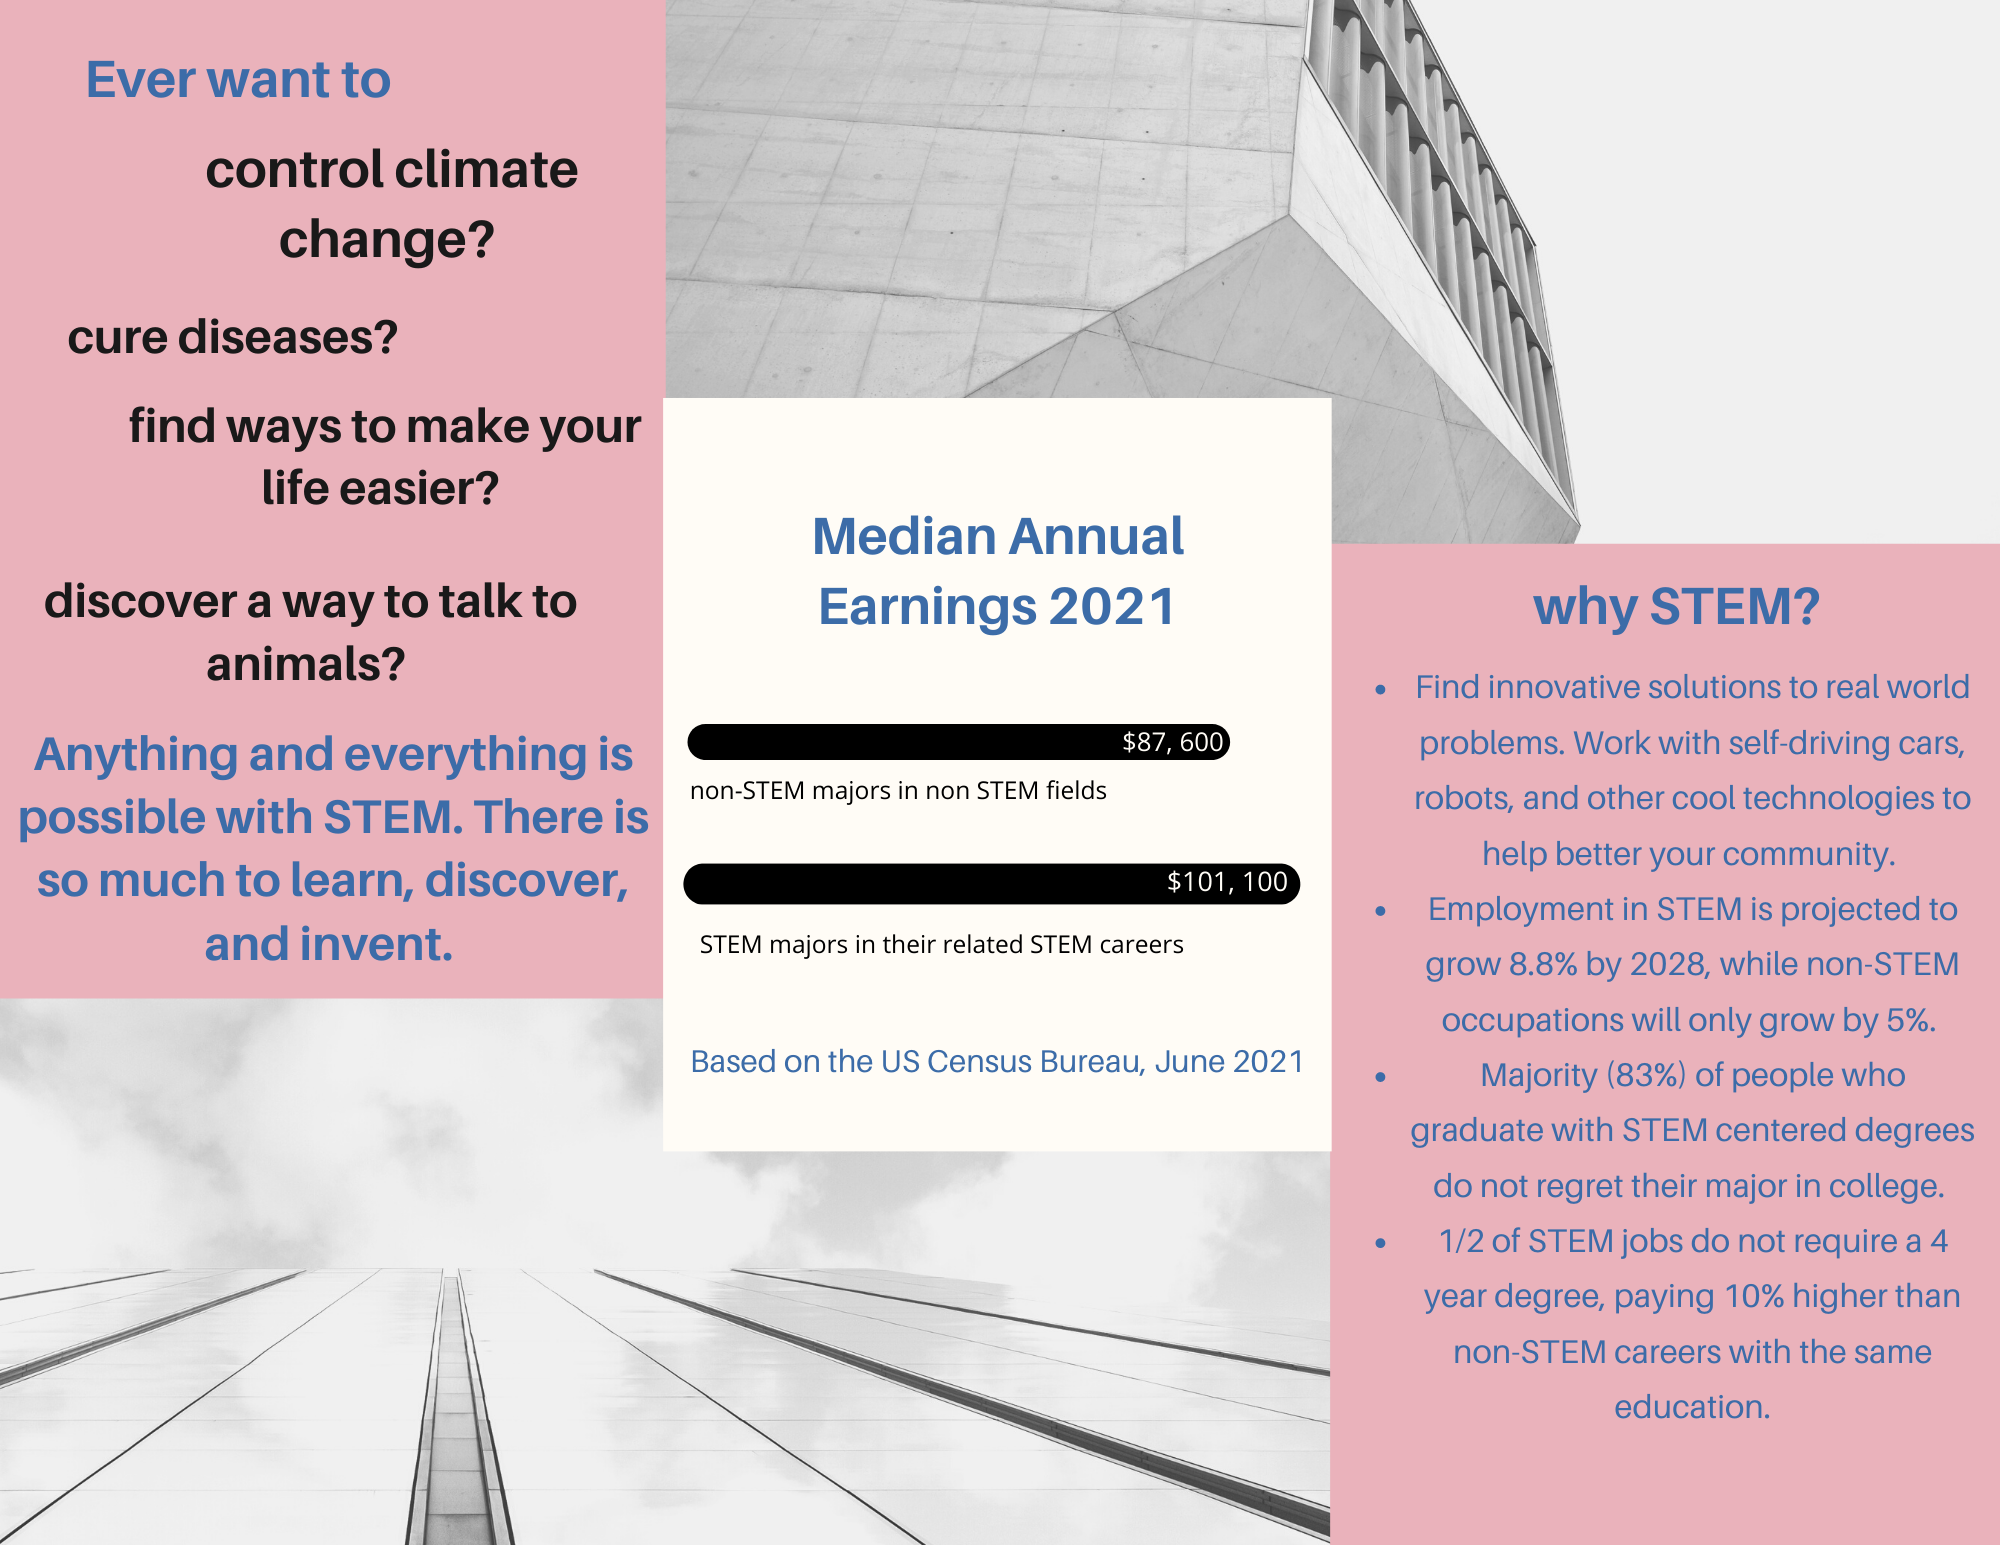 Ever want to
control climate
change?
cure diseases?
find ways to make your
life easier?
discover a way to talk to
animals?
Anything and everything is
possible with STEM. There is
so much to learn, discover,
and invent.
Median Annual
Earnings 2021
$87, 600
non-STEM majors in non STEM fields
$101, 100
STEM majors in their related STEM careers
Based on the US Census Bureau, June 2021
why STEM?
• Find innovative solutions to real world
problems. Work with self-driving cars,
robots, and other cool technologies to
help better your community.
• Employment in STEM is projected to
grow 8.8% by 2028, while non-STEM
occupations will only grow by 5%.
• Majority (83%) of people who
graduate with STEM centered degrees
do not regret their major in college.
• 1/2 of STEM jobs do not require a 4
year degree, paying 10% higher than
non-STEM careers with the same
education.